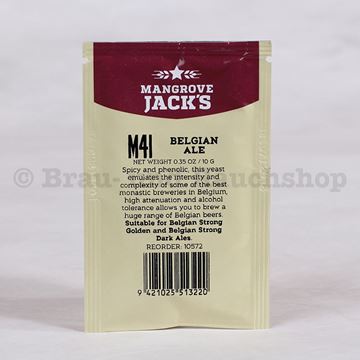 MANGROVE
JACK'S
M41 BELGIAN
ALE
NET WEIGHT 0.35 OZ / 10 G
Spicy and phenolic, this yeast
emulates the intensity and
complexity of some of the best
monastic breweries in Belgium,
high attenuation and alcohol
tolerance allows you to brew a
huge range of Belgian beers.
Suitable for Belgian Strong
Golden and Belgian Strong
Dark Ales.
REORDER: 10572
© Brau- uchshop
9 421025 513220